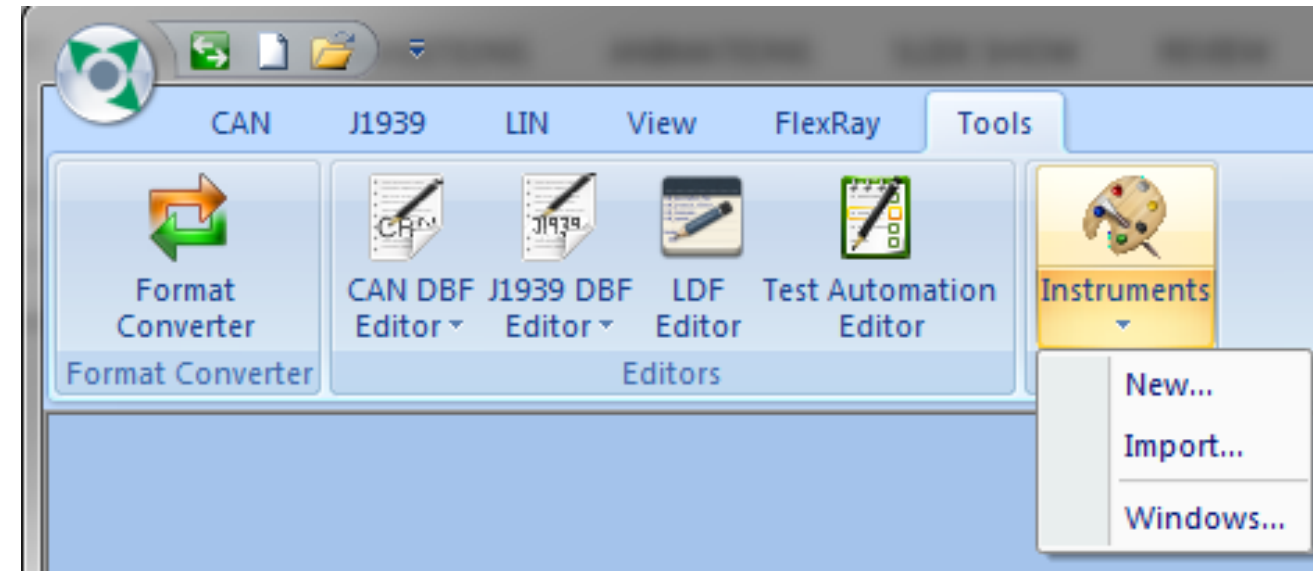 CAN J1939 LIN View FlexRay Tools
Format
Converter
CAN DBF
Editor
J1939 DBF
Editor
LDF
Editor
Test Automation
Editor
Instruments
Format Converter
Editors
New...
Import...
Windows...